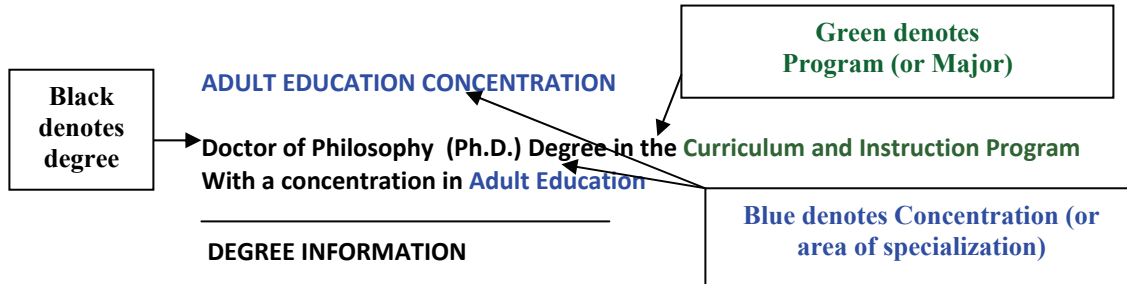 Green denotes
Program (or Major)
ADULT EDUCATION CONCENTRATION
Black
denotes
degree
Doctor of Philosophy (Ph.D.) Degree in the Curriculum and Instruction Program
With a concentration in Adult Education
Blue denotes Concentration (or
area of specialization)
DEGREE INFORMATION